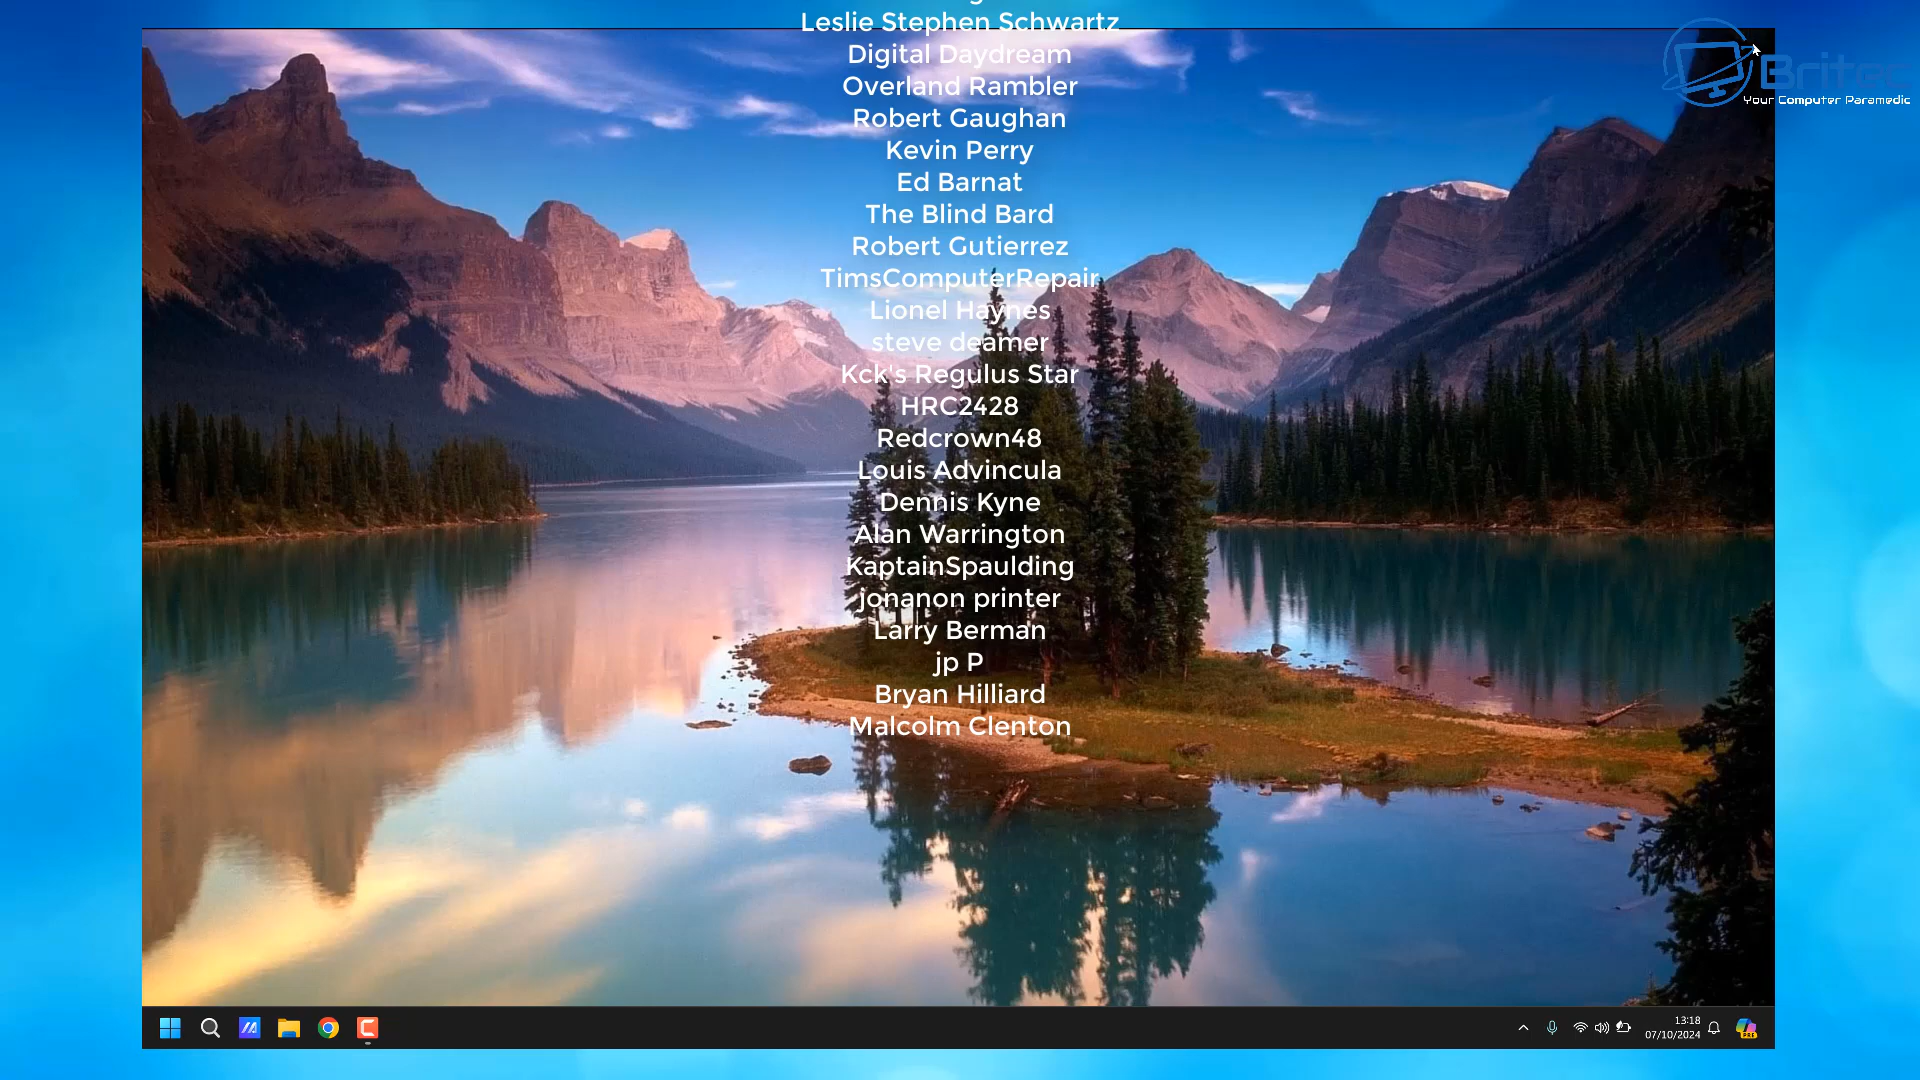 Leslie Stephen Schwartz
Digital Daydream
Overland Rambler
Robert Gaughan
Kevin Perry
Ed Barnat
The Blind Bard
Robert Gutierrez
TimsComputerRepair
Lionel Haynes
steve deamer
Kck's Regulus Star
HRC2428
Redcrown48
Louis Advincula
Dennis Kyne
Alan Warrington
KaptainSpaulding
jonanon printer
Larry Berman
jp P
Bryan Hilliard
Malcolm Clenton
Britec
Your Computer Paramedic
13:18
07/10/2024
PRE